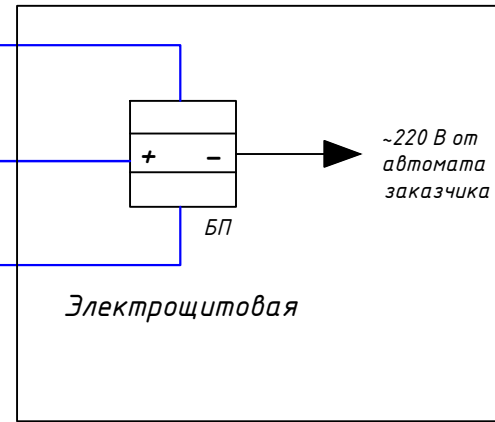 ~220 В от
автомата
заказчика
+ −
БП
Электрощитовая